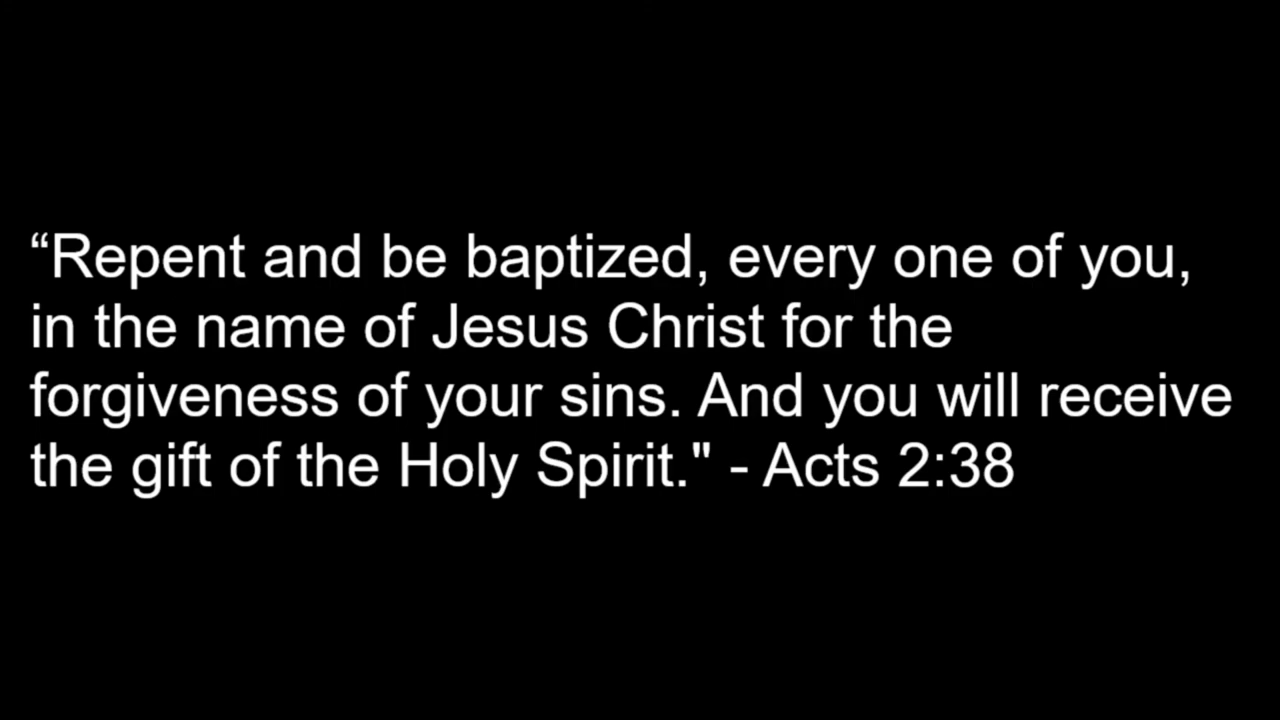 “Repent and be baptized, every one of you,
in the name of Jesus Christ for the
forgiveness of your sins. And you will receive
the gift of the Holy Spirit." - Acts 2:38